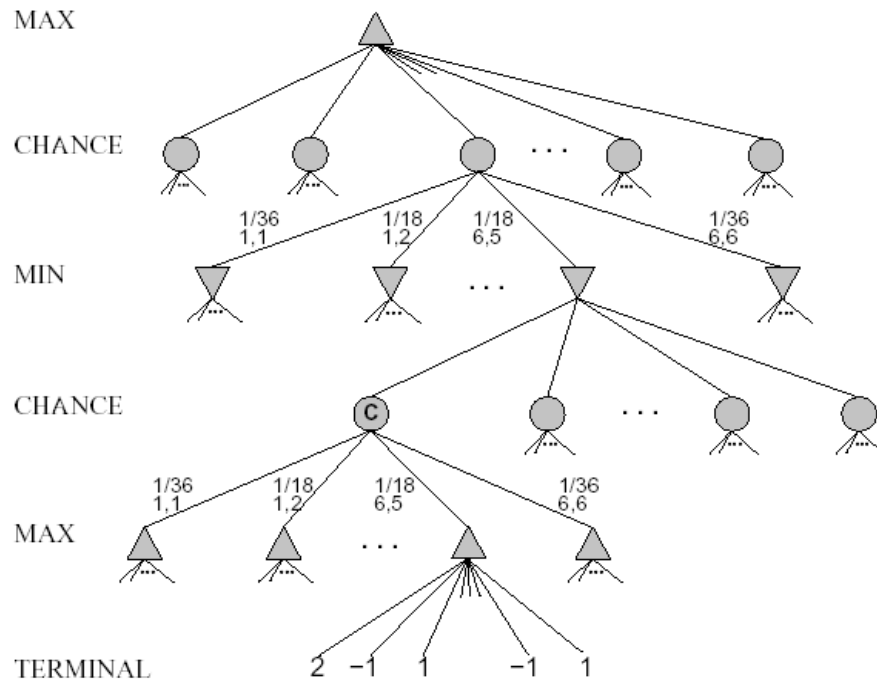 MAX
CHANCE
...
... ... ... ...
1/36 1/18 1/18 1/36
1,1 1,2 6,5 6,6
MIN
...
... ... ...
CHANCE
C ...
... ... ...
1/36 1/18 1/18 1/36
1,1 1,2 6,5 6,6
MAX
...
... ... ...
TERMINAL 2 −1 1 −1 1